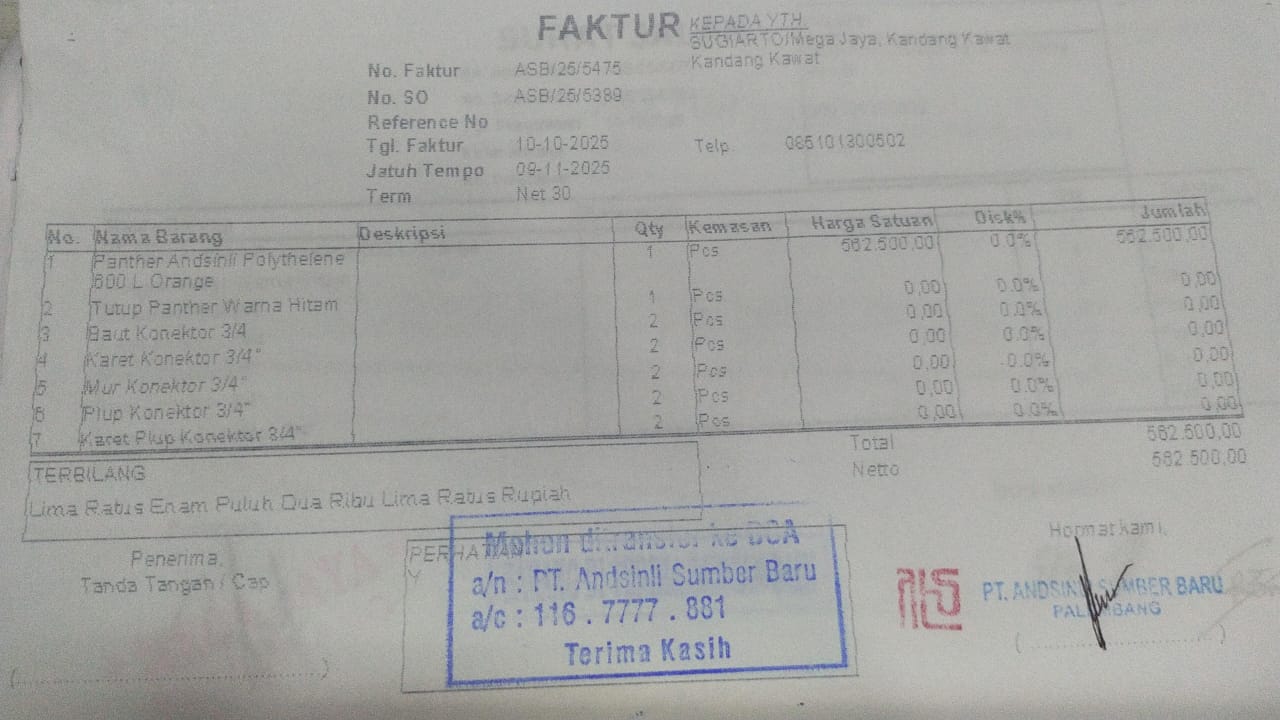 FAKTUR
KEPADA YTH.
SUGIARTO/Mega Jaya, Kandang Kawat
Kandang Kawat
No. Faktur ASB/25/5475
No. SO ASB/25/5389
Reference No
Tgl. Faktur 10-10-2025 Telp. 085101300502
Jatuh Tempo 09-11-2025
Term Net 30
No. Nama Barang Deskripsi Qty Kemasan Harga Satuan Disk% Jumlah
1 Panther Andsinli Polythelene 1 Pcs 562.500,00 0.0% 562.500,00
600 L Orange
2 Tutup Panther Warna Hitam 1 Pcs 0,00 0.0% 0,00
3 Baut Konektor 3/4 2 Pcs 0,00 0.0% 0,00
4 Karet Konektor 3/4" 2 Pcs 0,00 0.0% 0,00
5 Mur Konektor 3/4" 2 Pcs 0,00 0.0% 0,00
6 Plup Konektor 3/4" 2 Pcs 0,00 0.0% 0,00
7 Karet Plup Konektor 3/4" 2 Pcs 0,00 0.0% 0,00
Total 562.500,00
Netto 562.500,00
TERBILANG
Lima Ratus Enam Puluh Dua Ribu Lima Ratus Rupiah
Penerima,
Tanda Tangan / Cap
Mohon ditransfer ke BCA
a/n : PT. Andsinli Sumber Baru
a/c : 116 . 7777 . 881
Terima Kasih
Hormat kami,
PT. ANDSINLI SUMBER BARU
PALEMBANG